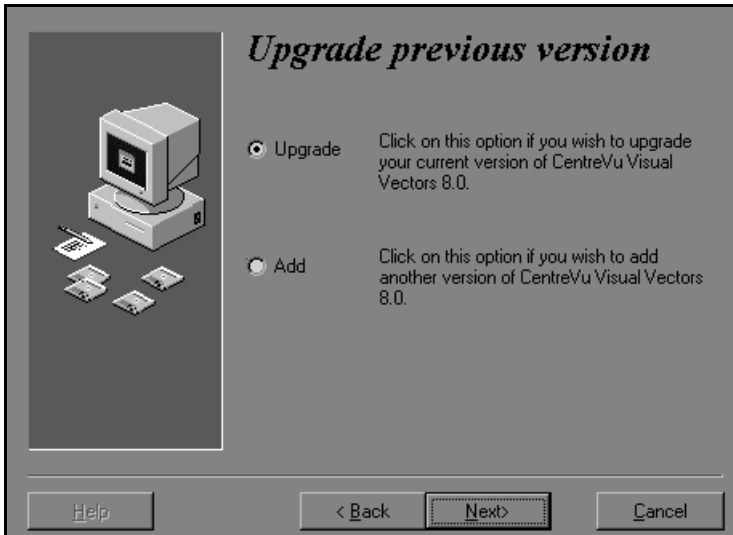 Upgrade previous version
Upgrade
Click on this option if you wish to upgrade
your current version of CentreVu Visual
Vectors 8.0.
Add
Click on this option if you wish to add
another version of CentreVu Visual Vectors
8.0.
Help
< Back
Next>
Cancel